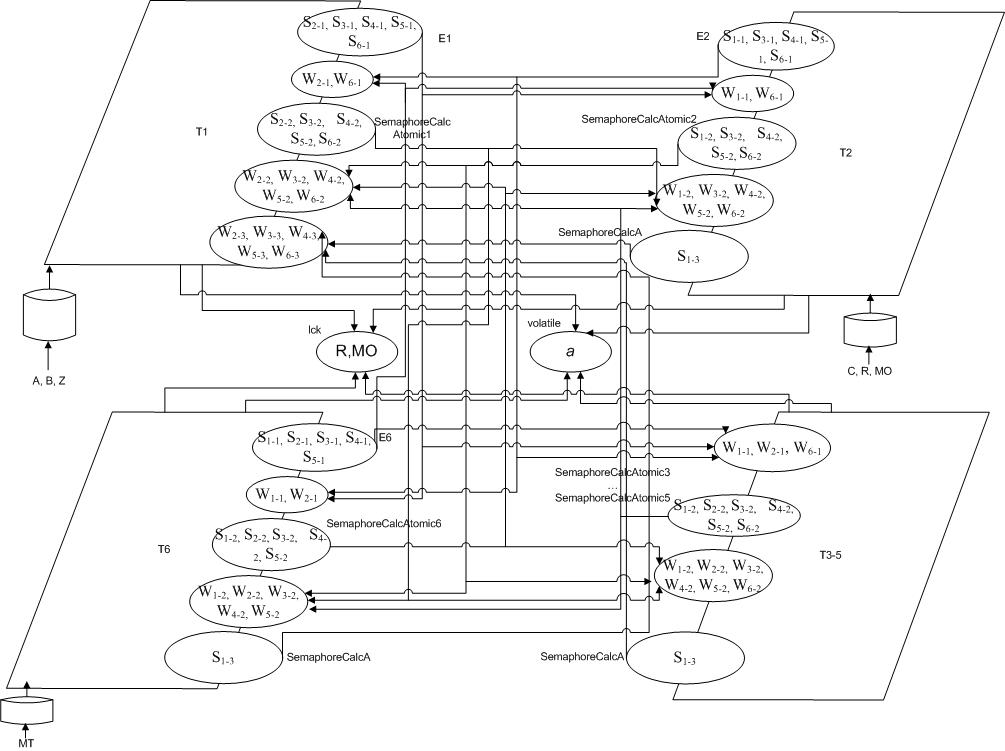 S2-1, S3-1, S4-1, S5-1,
S6-1
E1
E2
S1-1, S3-1, S4-1, S5-
1, S6-1
W2-1,W6-1
W1-1, W6-1
T1
S2-2, S3-2, S4-2,
S5-2, S6-2
SemaphoreCalc
Atomic1
SemaphoreCalcAtomic2
S1-2, S3-2, S4-2,
S5-2, S6-2
T2
W2-2, W3-2, W4-2,
W5-2, W6-2
W1-2, W3-2, W4-2,
W5-2, W6-2
W2-3, W3-3, W4-3,
W5-3, W6-3
SemaphoreCalcA
S1-3
lck
volatile
R,MO
a
A, B, Z
C, R, MO
S1-1, S2-1, S3-1, S4-1,
S5-1
E6
W1-1, W2-1, W6-1
SemaphoreCalcAtomic3
...
SemaphoreCalcAtomic5
W1-1, W2-1
S1-2, S2-2, S3-2, S4-2,
S5-2, S6-2
SemaphoreCalcAtomic6
T6
S1-2, S2-2, S3-2, S4-
2, S5-2
T3-5
W1-2, W2-2, W3-2,
W4-2, W5-2, W6-2
W1-2, W2-2, W3-2,
W4-2, W5-2
S1-3
SemaphoreCalcA
SemaphoreCalcA
S1-3
MT